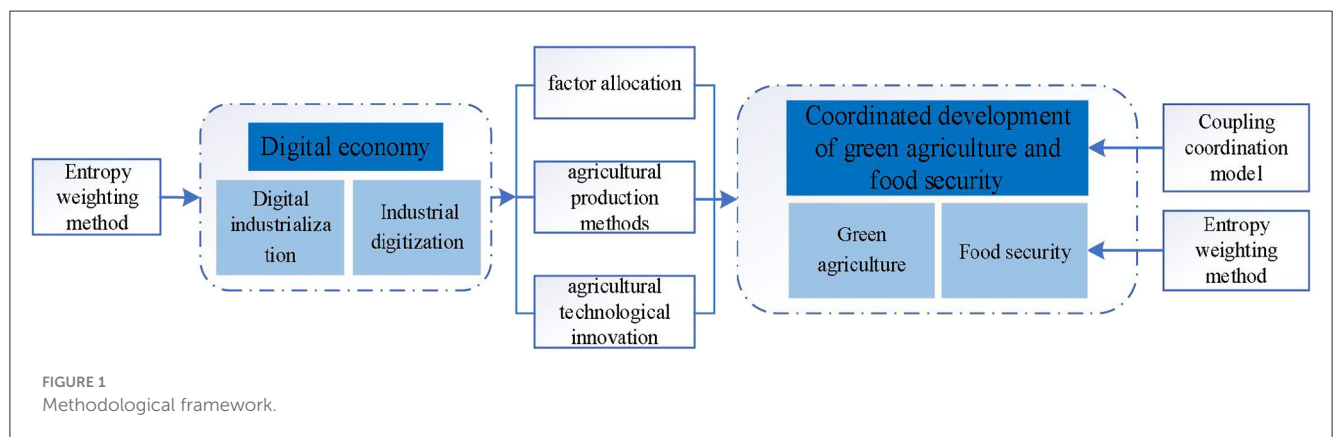 Entropy
weighting
method
Digital economy
Digital
industrializa
tion
Industrial
digitization
factor allocation
agricultural
production
methods
agricultural
technological
innovation
Coordinated development
of green agriculture and
food security
Green
agriculture
Food security
Coupling
coordination
model
Entropy
weighting
method
FIGURE 1
Methodological framework.